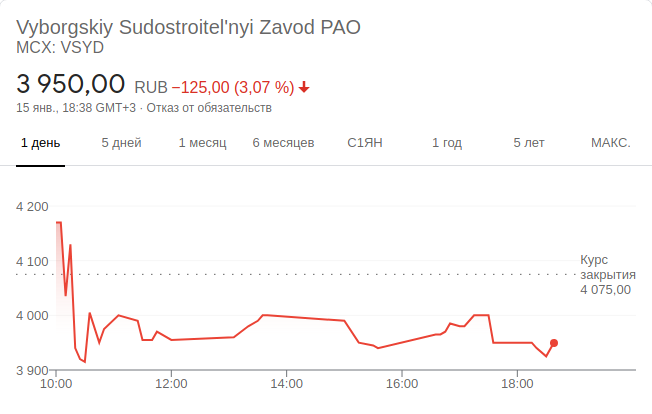 Vyborgskiy Sudostroitel'nyi Zavod PAO
MCX: VSYD
3 950,00 RUB −125,00 (3,07 %)
15 янв., 18:38 GMT+3 · Отказ от обязательств
1 день 5 дней 1 месяц 6 месяцев С1ЯН 1 год 5 лет МАКС.
4 200
4 100
Курс
закрытия
4 075,00
4 000
3 900
10:00 12:00 14:00 16:00 18:00